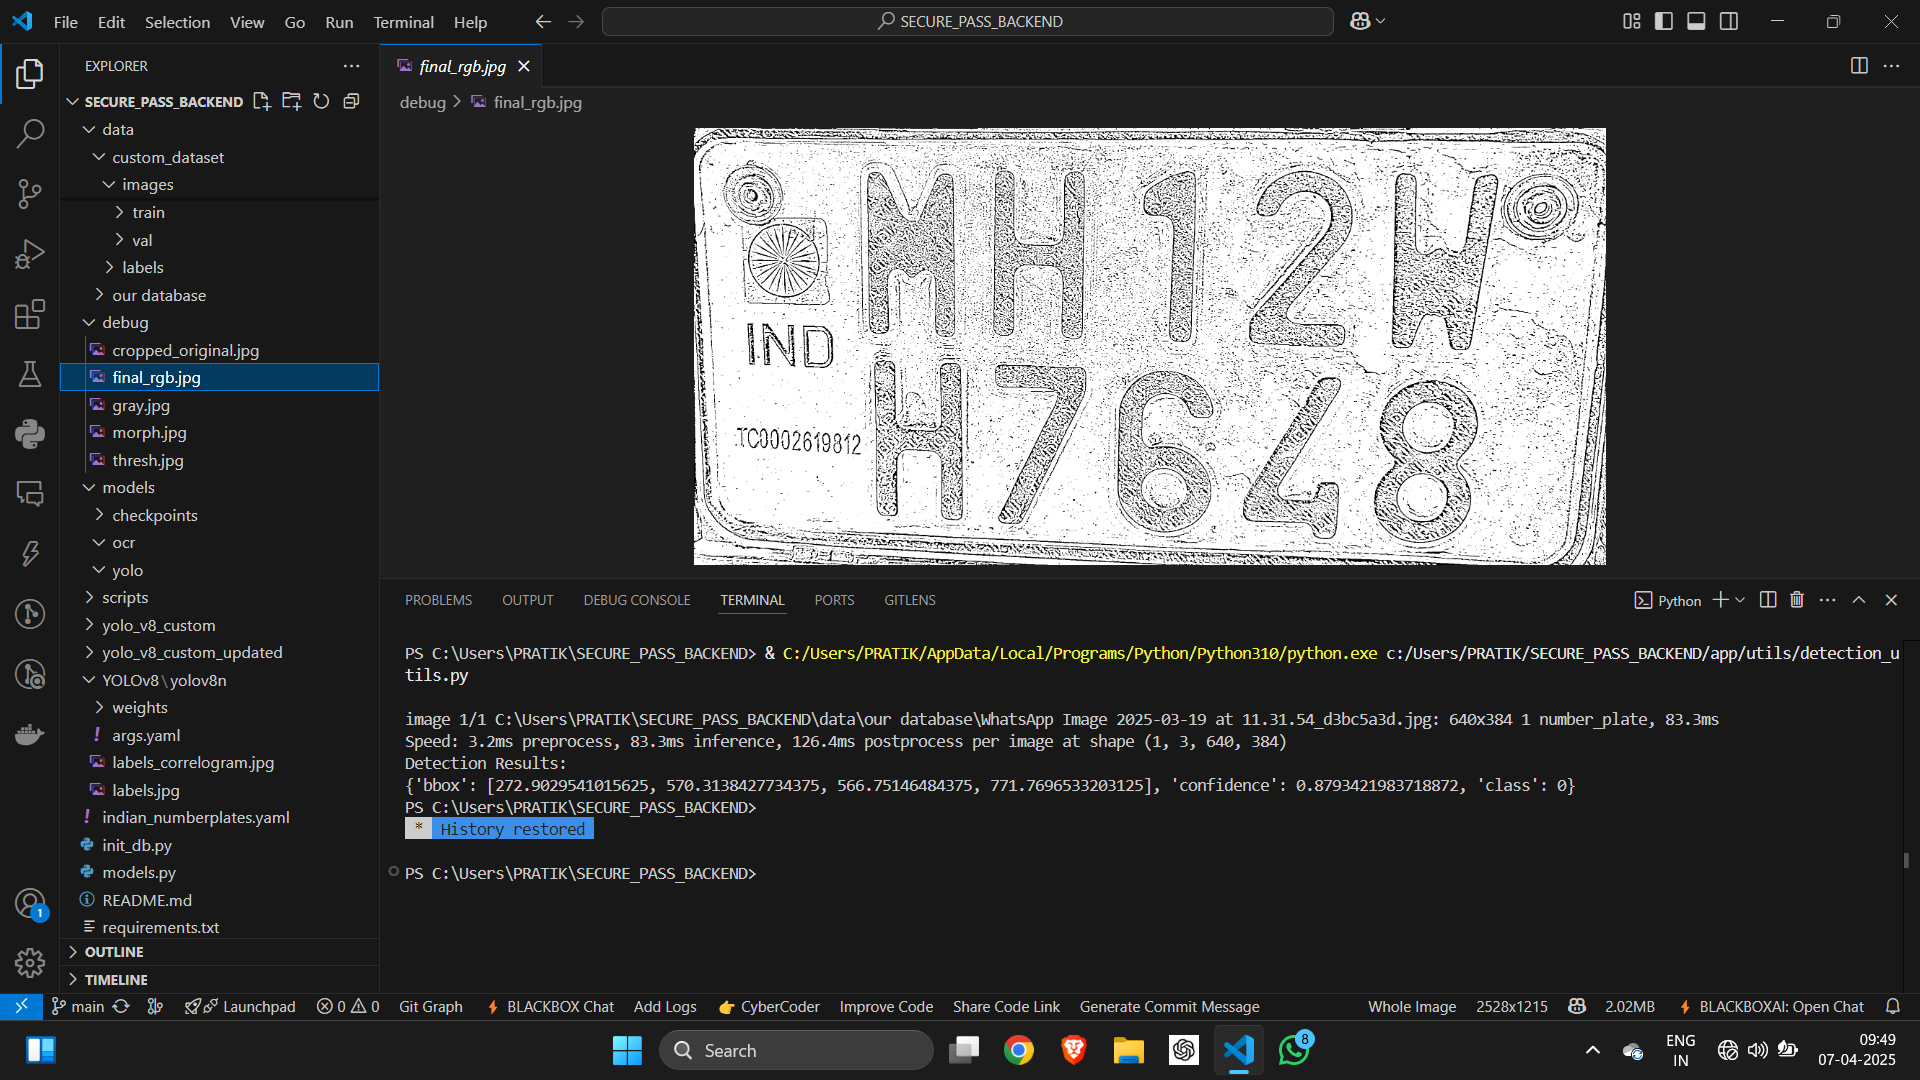 File Edit Selection View Go Run Terminal Help
SECURE_PASS_BACKEND
EXPLORER
SECURE_PASS_BACKEND
data
custom_dataset
images
train
val
labels
our database
debug
cropped_original.jpg
final_rgb.jpg
gray.jpg
morph.jpg
thresh.jpg
models
checkpoints
ocr
yolo
scripts
yolo_v8_custom
yolo_v8_custom_updated
YOLOv8\yolov8n
weights
! args.yaml
labels_correlogram.jpg
labels.jpg
! indian_numberplates.yaml
init_db.py
models.py
README.md
requirements.txt
OUTLINE
TIMELINE
final_rgb.jpg
debug > final_rgb.jpg
MH12W
IND
H7648
TC0002619812
PROBLEMS OUTPUT DEBUG CONSOLE TERMINAL PORTS GITLENS
Python
PS C:\Users\PRATIK\SECURE_PASS_BACKEND> & C:/Users/PRATIK/AppData/Local/Programs/Python/Python310/python.exe c:/Users/PRATIK/SECURE_PASS_BACKEND/app/utils/detection_u
tils.py
image 1/1 C:\Users\PRATIK\SECURE_PASS_BACKEND\data\our database\WhatsApp Image 2025-03-19 at 11.31.54_d3bc5a3d.jpg: 640x384 1 number_plate, 83.3ms
Speed: 3.2ms preprocess, 83.3ms inference, 126.4ms postprocess per image at shape (1, 3, 640, 384)
Detection Results:
{'bbox': [272.9029541015625, 570.3138427734375, 566.75146484375, 771.7696533203125], 'confidence': 0.8793421983718872, 'class': 0}
PS C:\Users\PRATIK\SECURE_PASS_BACKEND>
* History restored
PS C:\Users\PRATIK\SECURE_PASS_BACKEND>
1
main Launchpad 0 0 Git Graph BLACKBOX Chat Add Logs CyberCoder Improve Code Share Code Link Generate Commit Message Whole Image 2528x1215 2.02MB BLACKBOXAI: Open Chat
Search
8
ENG
IN
09:49
07-04-2025